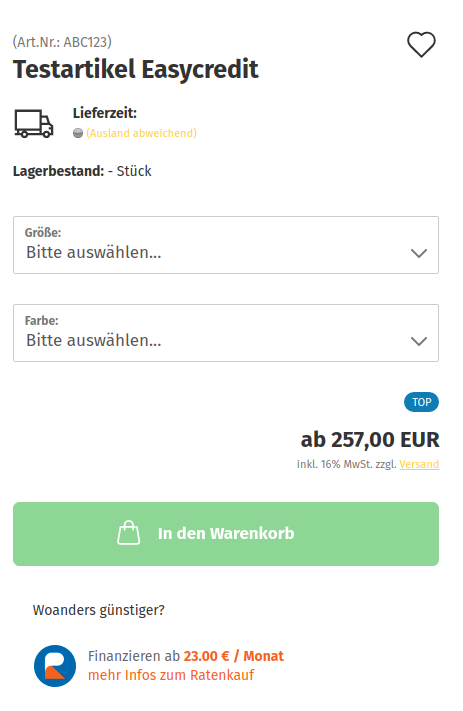 (Art.Nr.: ABC123)
Testartikel Easycredit
Lieferzeit:
(Ausland abweichend)
Lagerbestand: - Stück
Größe:
Bitte auswählen...
Farbe:
Bitte auswählen...
TOP
ab 257,00 EUR
inkl. 16% MwSt. zzgl. Versand
In den Warenkorb
Woanders günstiger?
Finanzieren ab 23.00 € / Monat
mehr Infos zum Ratenkauf